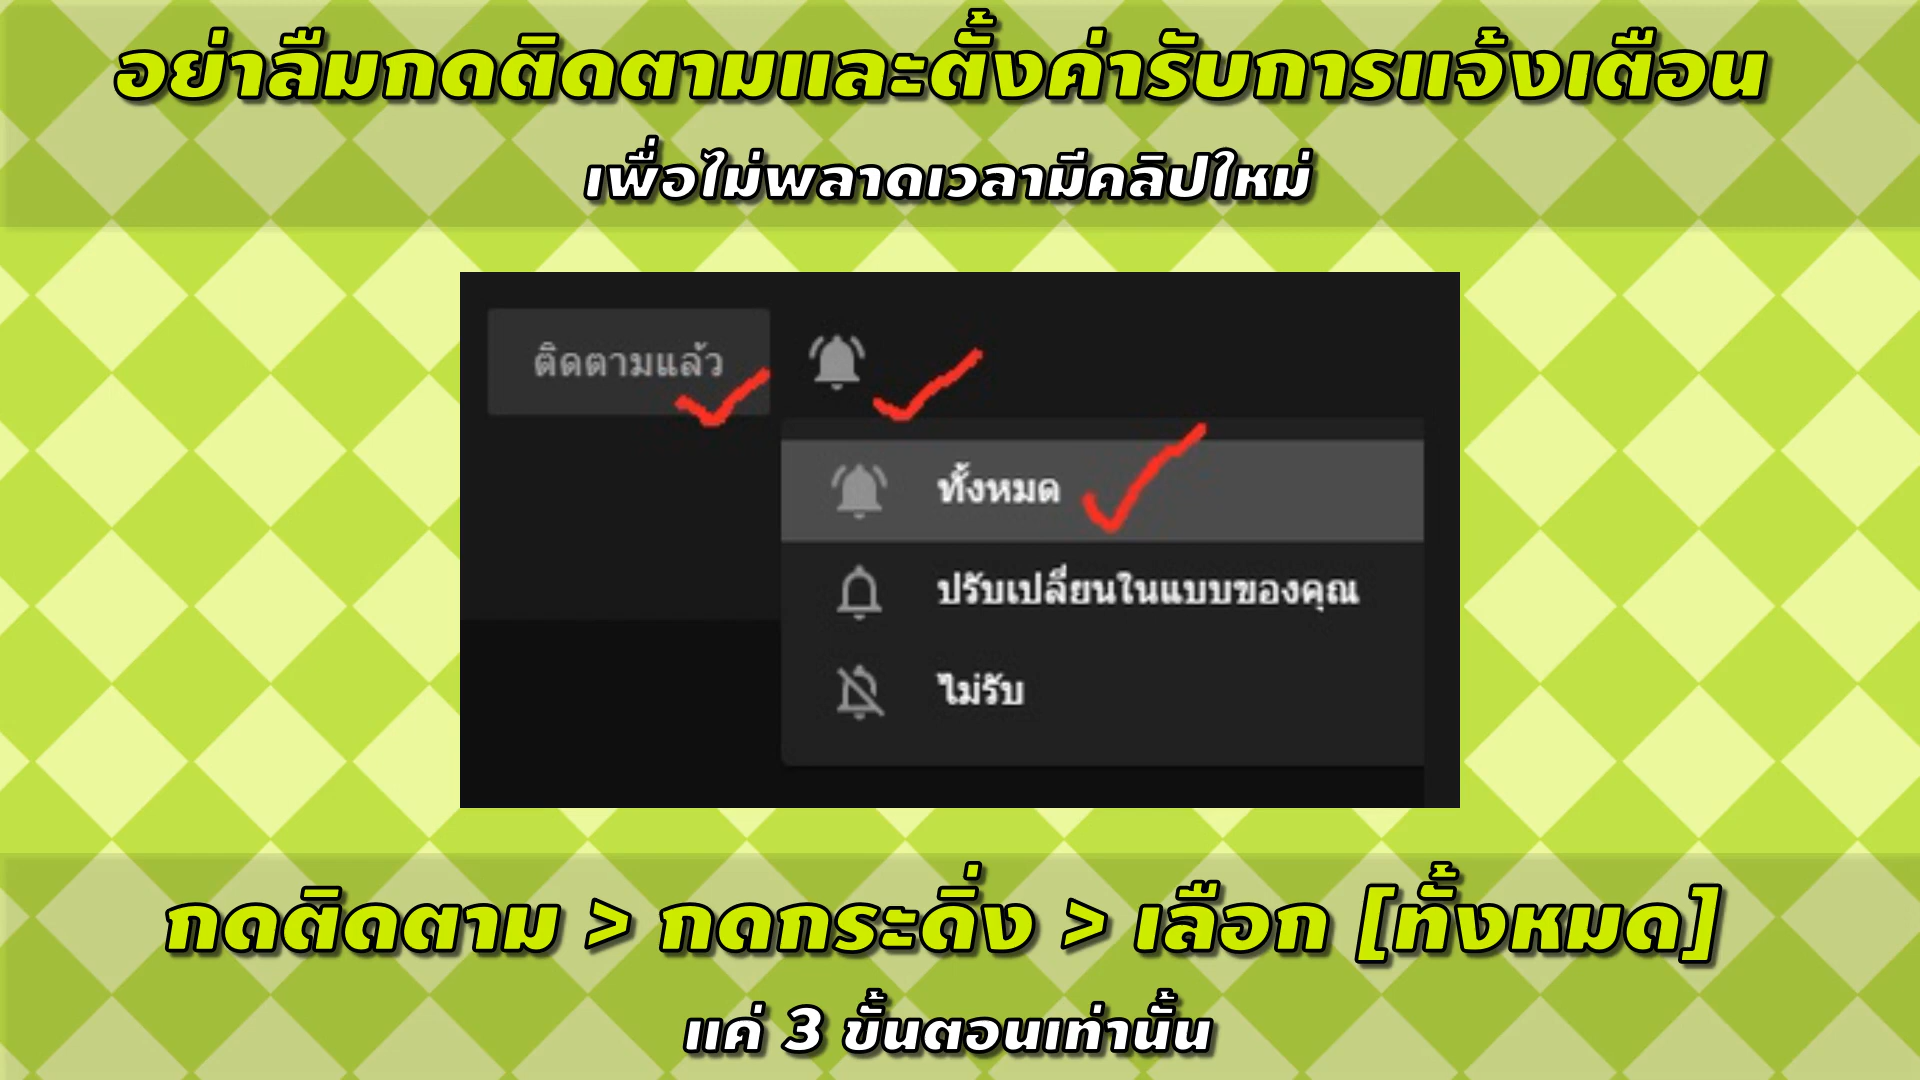 อย่าลืมกดติดตามและตั้งค่ารับการแจ้งเตือน
เพื่อไม่พลาดเวลามีคลิปใหม่
ติดตามแล้ว
ทั้งหมด
ปรับเปลี่ยนในแบบของคุณ
ไม่รับ
กดติดตาม > กดกระดิ่ง > เลือก [ทั้งหมด]
แค่ 3 ขั้นตอนเท่านั้น